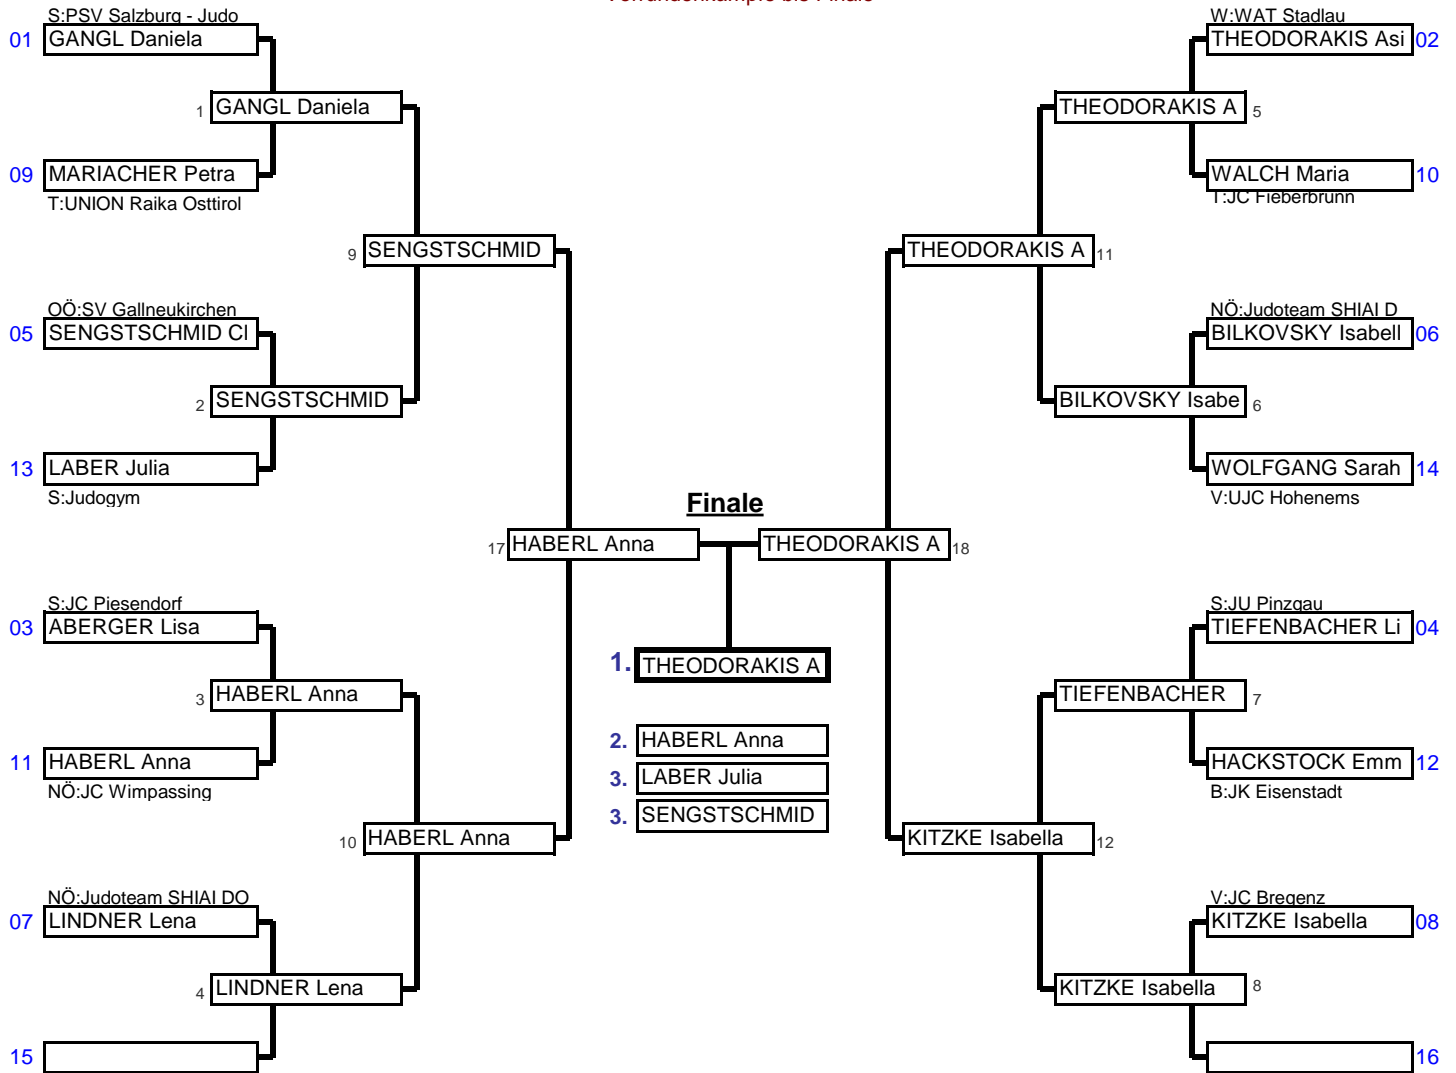 Vorrundenkämpfe bis Finale
S:PSV Salzburg - Judo
01 GANGL Daniela
1 GANGL Daniela
09 MARIACHER Petra
T:UNION Raika Osttirol
9 SENGSTSCHMID
OÖ:SV Gallneukirchen
05 SENGSTSCHMID Cl
2 SENGSTSCHMID
13 LABER Julia
S:Judogym
17 HABERL Anna
S:JC Piesendorf
03 ABERGER Lisa
3 HABERL Anna
11 HABERL Anna
NÖ:JC Wimpassing
10 HABERL Anna
NÖ:Judoteam SHIAI DO
07 LINDNER Lena
4 LINDNER Lena
15
Finale
1. THEODORAKIS A
2. HABERL Anna
3. LABER Julia
3. SENGSTSCHMID
W:WAT Stadlau
THEODORAKIS Asi 02
THEODORAKIS A 5
WALCH Maria 10
T:JC Fieberbrunn
THEODORAKIS A 11
NÖ:Judoteam SHIAI D
BILKOVSKY Isabell 06
BILKOVSKY Isabe 6
WOLFGANG Sarah 14
V:UJC Hohenems
THEODORAKIS A 18
S:JU Pinzgau
TIEFENBACHER Li 04
TIEFENBACHER 7
HACKSTOCK Emm 12
B:JK Eisenstadt
KITZKE Isabella 12
V:JC Bregenz
KITZKE Isabella 08
KITZKE Isabella 8
16